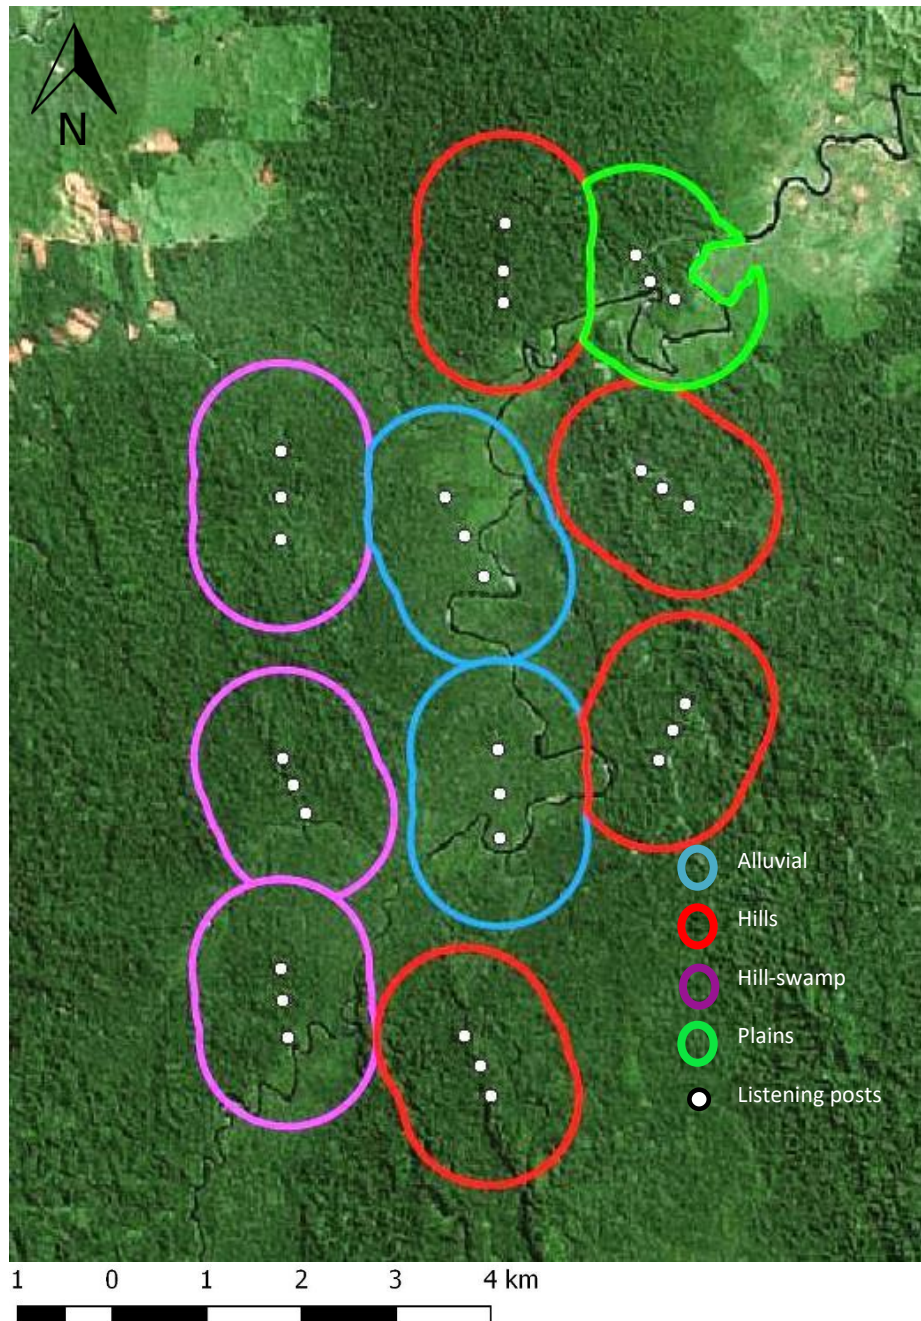 N
Alluvial
Hills
Hill-swamp
Plains
Listening posts
1 0 1 2 3 4 km